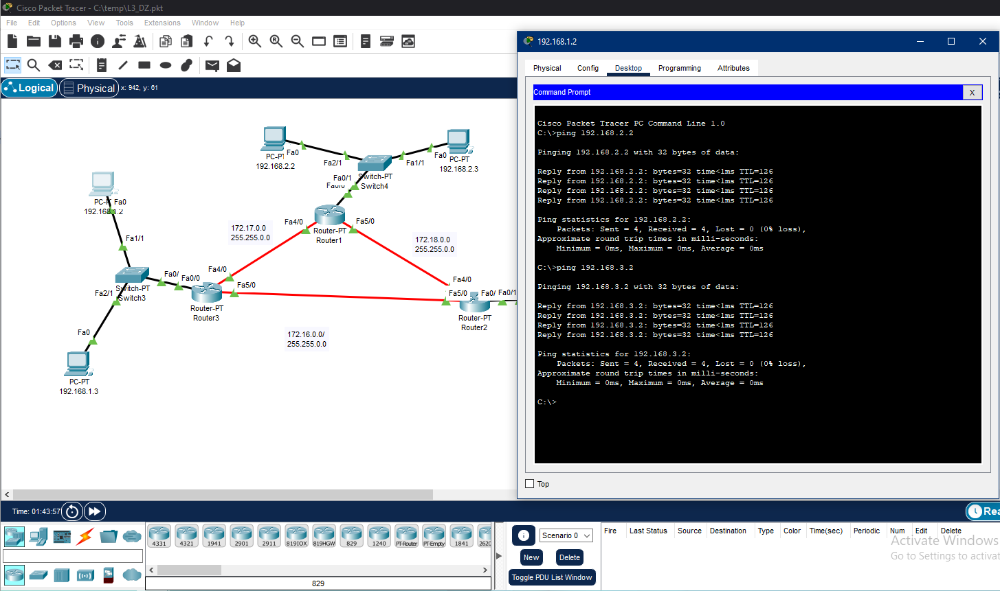 Cisco Packet Tracer - C:\temp\L3_DZ.pkt
File Edit Options View Tools Extensions Window Help
Logical Physical x: 942, y: 61
PC-PT Fa0
192.168.2.2
Fa2/1
Fa0/1
Fa0/0
Switch-PT
Switch4
Fa1/1
Fa0
PC-PT
192.168.2.3
PC-PT Fa0
192.168.1.2
Fa1/1
172.17.0.0
255.255.0.0
Fa4/0
Fa5/0
Router-PT
Router1
172.18.0.0
255.255.0.0
Fa4/0
Fa0/ Fa0/0
Switch-PT
Switch3
Fa2/1
Fa5/0
Router-PT
Router3
Fa4/0
Fa5/0 Fa0/ Fa0/1
Router-PT
Router2
172.16.0.0/
255.255.0.0
Fa0
PC-PT
192.168.1.3
192.168.1.2
Physical Config Desktop Programming Attributes
Command Prompt X
Cisco Packet Tracer PC Command Line 1.0
C:\>ping 192.168.2.2
Pinging 192.168.2.2 with 32 bytes of data:
Reply from 192.168.2.2: bytes=32 time<1ms TTL=126
Reply from 192.168.2.2: bytes=32 time<1ms TTL=126
Reply from 192.168.2.2: bytes=32 time<1ms TTL=126
Reply from 192.168.2.2: bytes=32 time<1ms TTL=126
Ping statistics for 192.168.2.2:
Packets: Sent = 4, Received = 4, Lost = 0 (0% loss),
Approximate round trip times in milli-seconds:
Minimum = 0ms, Maximum = 0ms, Average = 0ms
C:\>ping 192.168.3.2
Pinging 192.168.3.2 with 32 bytes of data:
Reply from 192.168.3.2: bytes=32 time<1ms TTL=126
Reply from 192.168.3.2: bytes=32 time<1ms TTL=126
Reply from 192.168.3.2: bytes=32 time<1ms TTL=126
Reply from 192.168.3.2: bytes=32 time<1ms TTL=126
Ping statistics for 192.168.3.2:
Packets: Sent = 4, Received = 4, Lost = 0 (0% loss),
Approximate round trip times in milli-seconds:
Minimum = 0ms, Maximum = 0ms, Average = 0ms
C:\>
Top
Time: 01:43:57
Rea
4331 4321 1941 2901 2911 819IOX 819HGW 829 1240 PT-Router PT-Empty 1841 2620
829
Scenario 0
New Delete
Toggle PDU List Window
Fire Last Status Source Destination Type Color Time(sec) Periodic Num Edit Delete
Activate Windows
Go to Settings to activat